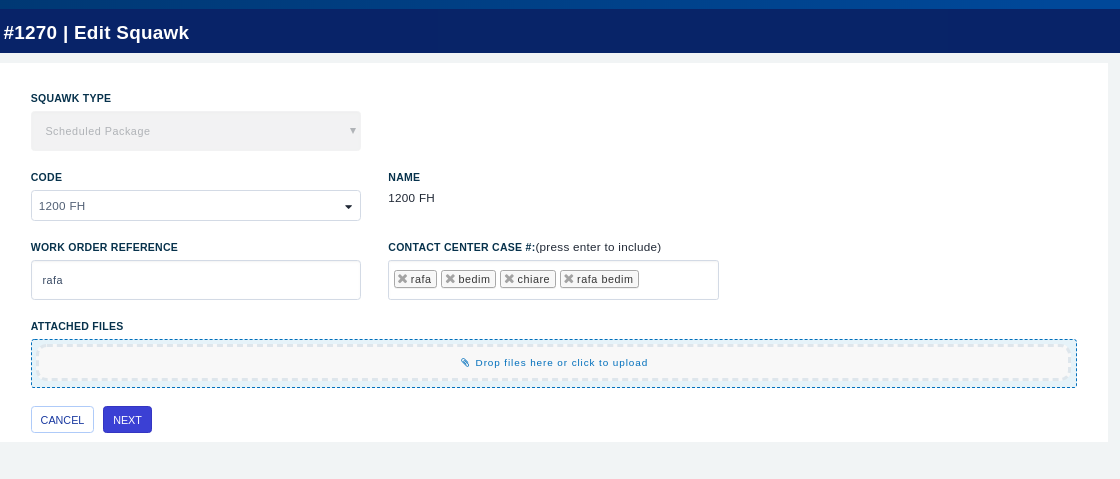 #1270 | Edit Squawk
SQUAWK TYPE
Scheduled Package
CODE
1200 FH
NAME
1200 FH
WORK ORDER REFERENCE
rafa
CONTACT CENTER CASE #:(press enter to include)
rafa bedim chiare rafa bedim
ATTACHED FILES
Drop files here or click to upload
CANCEL NEXT